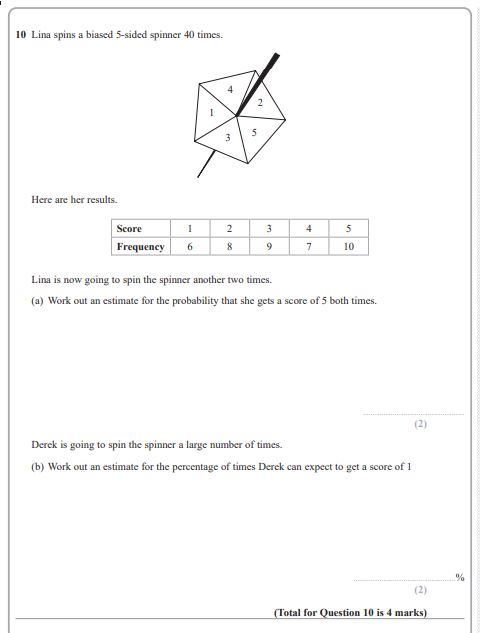 10 Lina spins a biased 5-sided spinner 40 times.
4
2
1
5
3
Here are her results.
Score 1 2 3 4 5
Frequency 6 8 9 7 10
Lina is now going to spin the spinner another two times.
(a) Work out an estimate for the probability that she gets a score of 5 both times.
(2)
Derek is going to spin the spinner a large number of times.
(b) Work out an estimate for the percentage of times Derek can expect to get a score of 1
%
(2)
(Total for Question 10 is 4 marks)